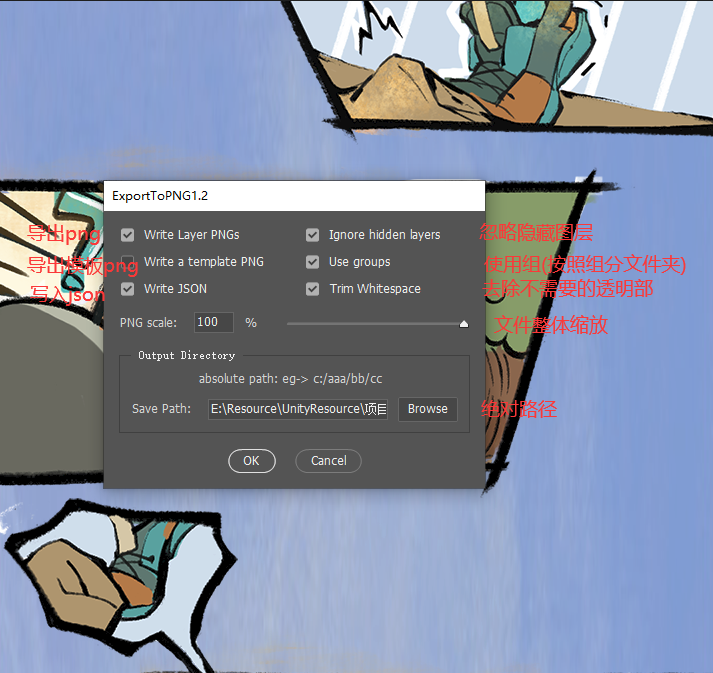 ExportToPNG1.2
导出png
Write Layer PNGs
Ignore hidden layers
忽略隐藏图层
导出模板png
Write a template PNG
Use groups
使用组(按照组分文件夹)
写入json
Write JSON
Trim Whitespace
去除不需要的透明部
PNG scale:
100
%
文件整体缩放
Output Directory
absolute path: eg-> c:/aaa/bb/cc
Save Path:
E:\Resource\UnityResource\项目
Browse
绝对路径
OK
Cancel